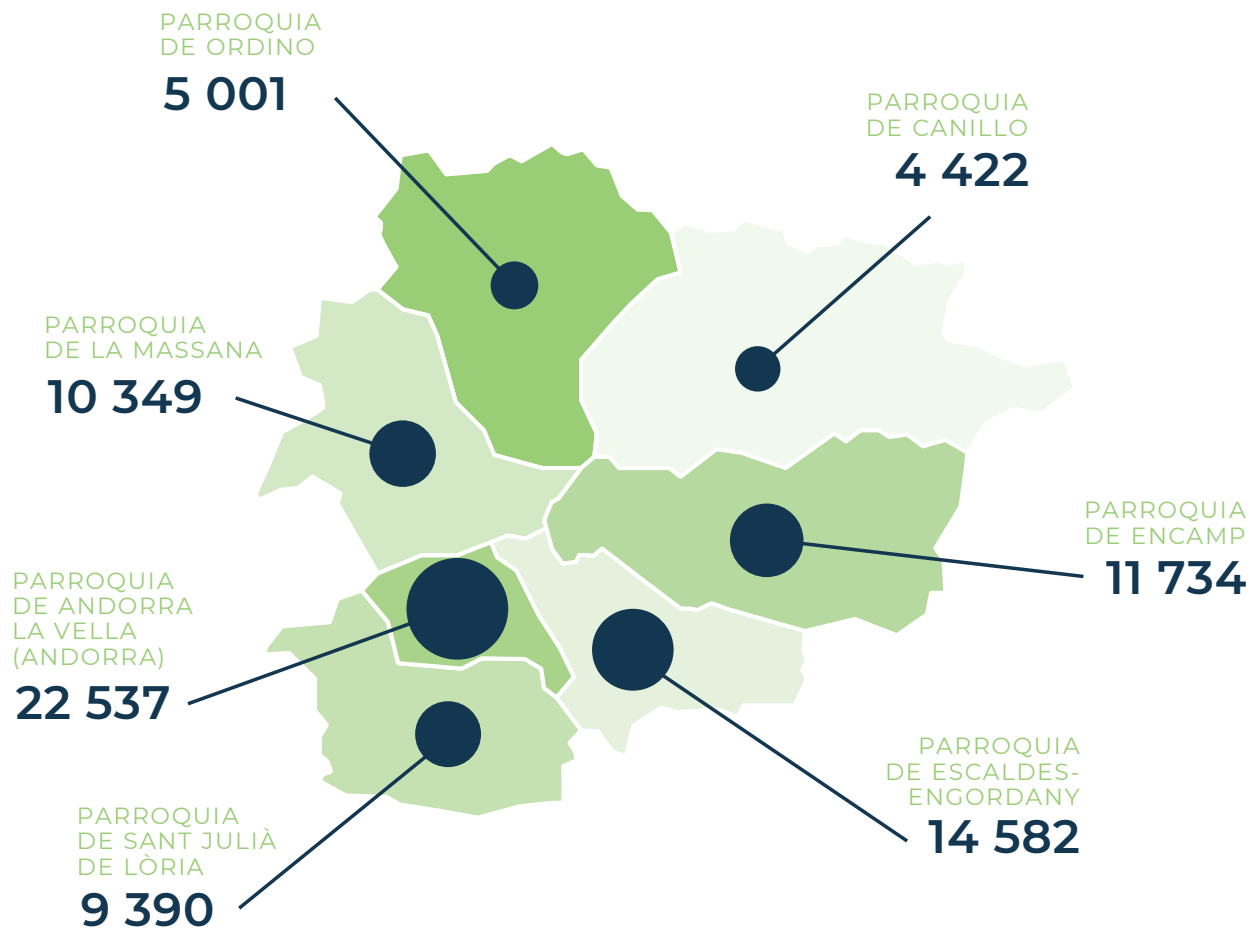 PARROQUIA
DE ORDINO
5 001
PARROQUIA
DE CANILLO
4 422
PARROQUIA
DE LA MASSANA
10 349
PARROQUIA
DE ENCAMP
11 734
PARROQUIA
DE ANDORRA
LA VELLA
(ANDORRA)
22 537
PARROQUIA
DE ESCALDES-
ENGORDANY
14 582
PARROQUIA
DE SANT JULIÀ
DE LÒRIA
9 390